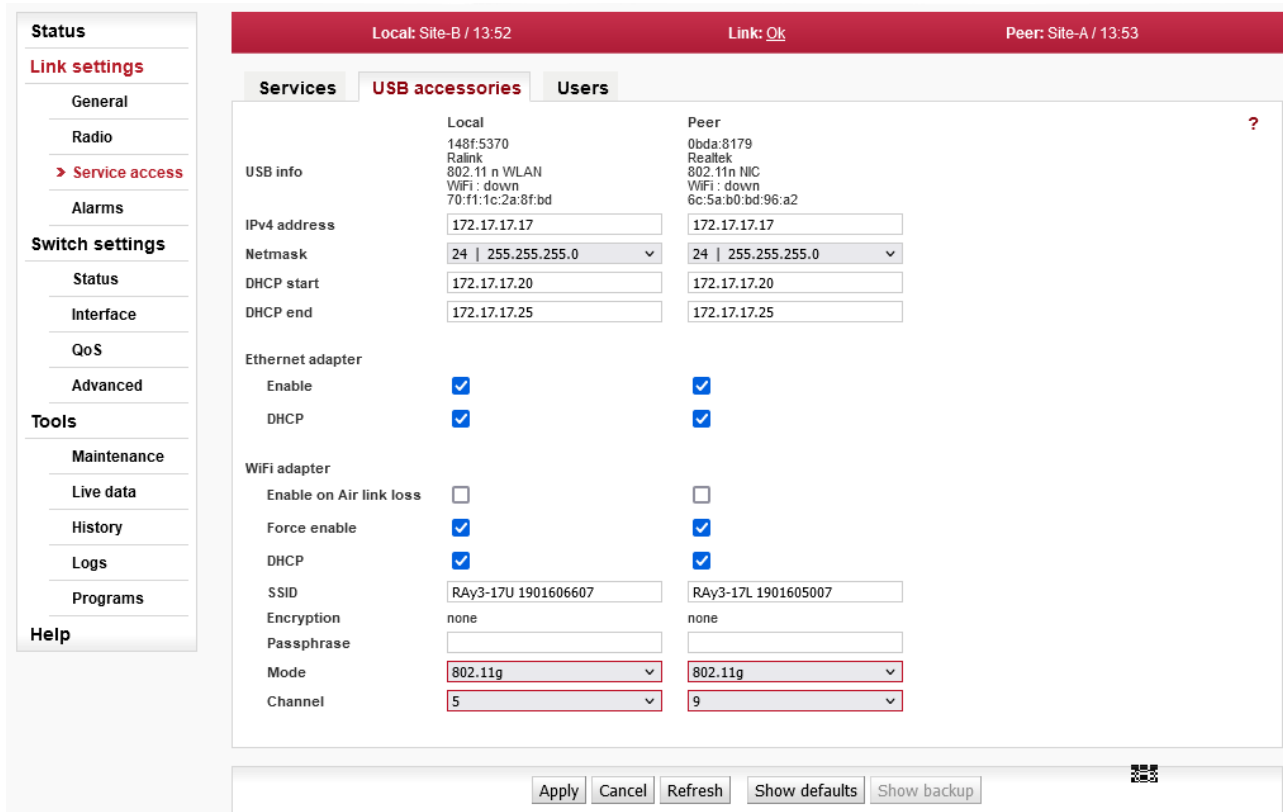 Status
Link settings
General
Radio
Service access
Alarms
Switch settings
Status
Interface
QoS
Advanced
Tools
Maintenance
Live data
History
Logs
Programs
Help
Local: Site-B / 13:52 Link: Ok Peer: Site-A / 13:53
Services USB accessories Users
Local Peer ?
USB info
148f:5370
Ralink
802.11 n WLAN
WiFi : down
70:f1:1c:2a:8f:bd
0bda:8179
Realtek
802.11n NIC
WiFi : down
6c:5a:b0:bd:96:a2
IPv4 address 172.17.17.17 172.17.17.17
Netmask 24 | 255.255.255.0 24 | 255.255.255.0
DHCP start 172.17.17.20 172.17.17.20
DHCP end 172.17.17.25 172.17.17.25
Ethernet adapter
Enable
DHCP
WiFi adapter
Enable on Air link loss
Force enable
DHCP
SSID RAy3-17U 1901606607 RAy3-17L 1901605007
Encryption none none
Passphrase
Mode 802.11g 802.11g
Channel 5 9
Apply Cancel Refresh Show defaults Show backup